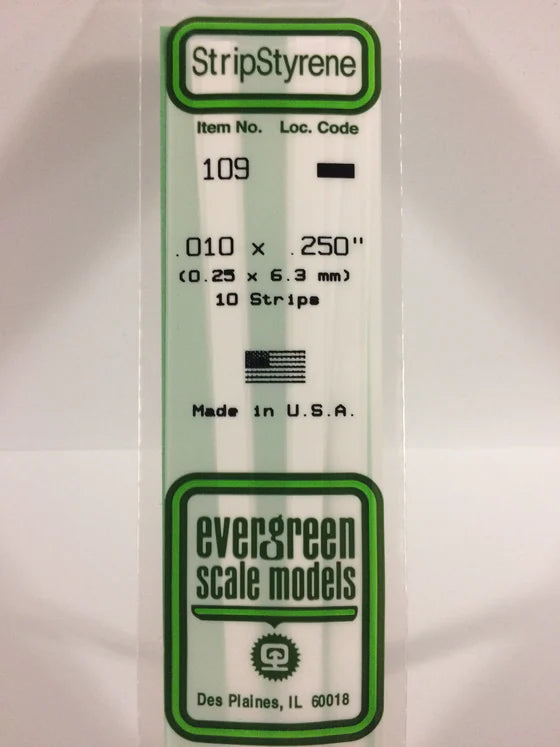 StripStyrene
Item No. Loc. Code
109
.010 x .250"
(0.25 x 6.3 mm)
10 Strips
Made in U.S.A.
evergreen
scale models
Des Plaines, IL 60018